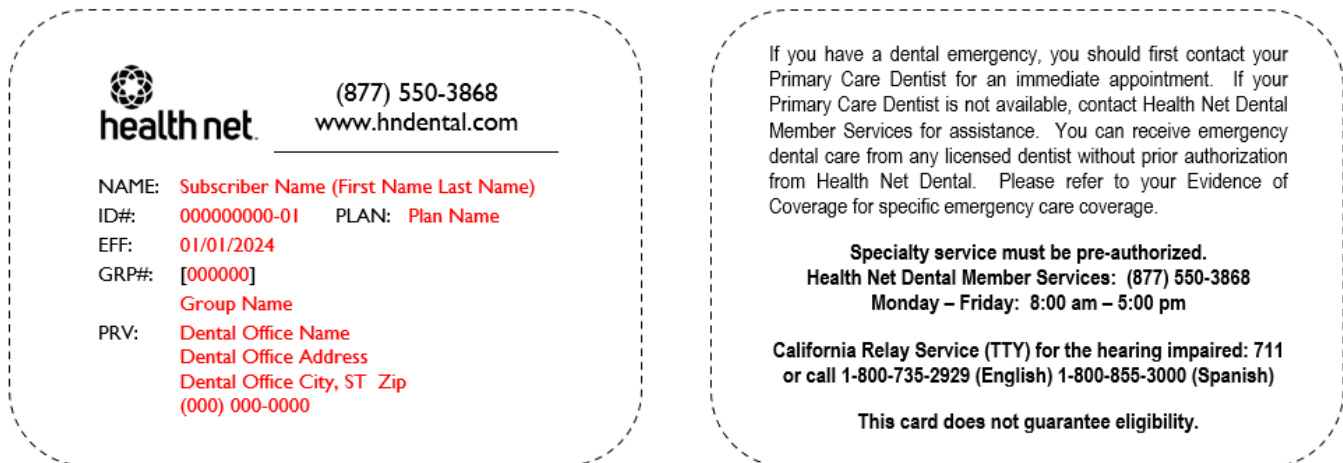 health net.
(877) 550-3868
www.hndental.com
NAME: Subscriber Name (First Name Last Name)
ID#: 000000000-01 PLAN: Plan Name
EFF: 01/01/2024
GRP#: [000000]
Group Name
PRV: Dental Office Name
Dental Office Address
Dental Office City, ST Zip
(000) 000-0000
If you have a dental emergency, you should first contact your
Primary Care Dentist for an immediate appointment. If your
Primary Care Dentist is not available, contact Health Net Dental
Member Services for assistance. You can receive emergency
dental care from any licensed dentist without prior authorization
from Health Net Dental. Please refer to your Evidence of
Coverage for specific emergency care coverage.
Specialty service must be pre-authorized.
Health Net Dental Member Services: (877) 550-3868
Monday – Friday: 8:00 am – 5:00 pm
California Relay Service (TTY) for the hearing impaired: 711
or call 1-800-735-2929 (English) 1-800-855-3000 (Spanish)
This card does not guarantee eligibility.